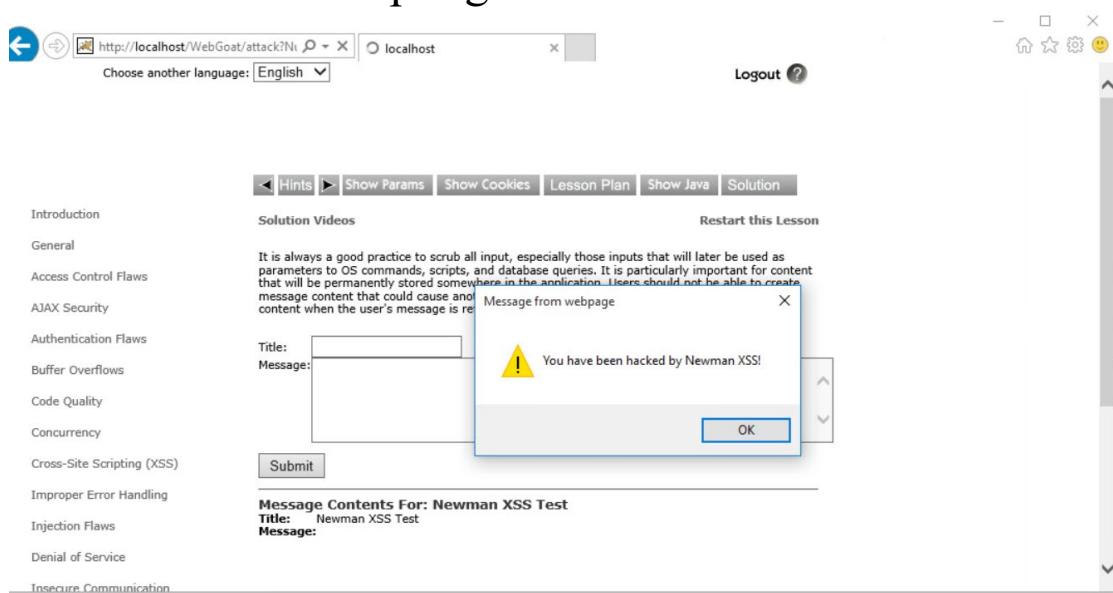 http://localhost/WebGoat/attack?Nu
localhost
Choose another language: English
Logout
Hints Show Params Show Cookies Lesson Plan Show Java Solution
Solution Videos
Restart this Lesson
Introduction
General
Access Control Flaws
AJAX Security
Authentication Flaws
Buffer Overflows
Code Quality
Concurrency
Cross-Site Scripting (XSS)
Improper Error Handling
Injection Flaws
Denial of Service
Insecure Communication
It is always a good practice to scrub all input, especially those inputs that will later be used as
parameters to OS commands, scripts, and database queries. It is particularly important for content
that will be permanently stored somewhere in the application. Users should not be able to create
message content that could cause
content when the user's message is
Message from webpage
You have been hacked by Newman XSS!
OK
Title:
Message:
Submit
Message Contents For: Newman XSS Test
Title: Newman XSS Test
Message: